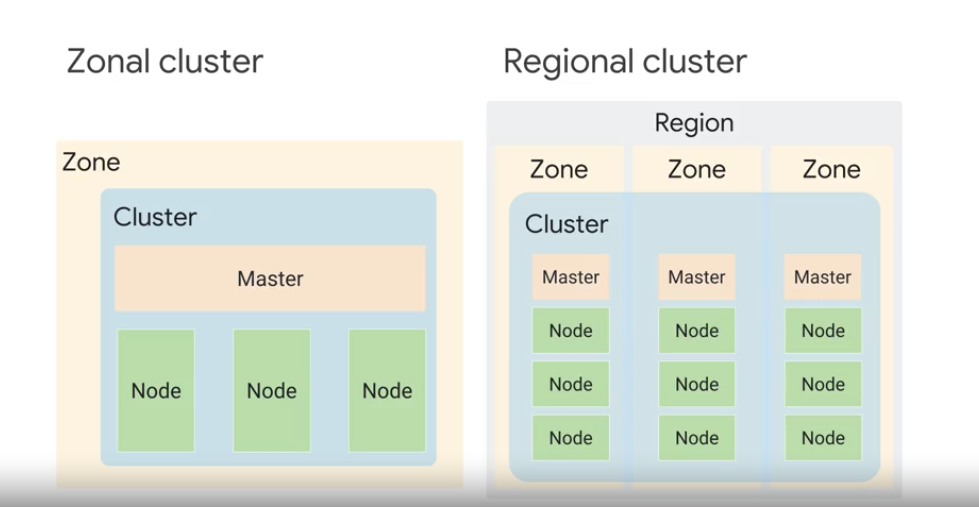 Zonal cluster
Zone
Cluster
Master
Node Node Node
Regional cluster
Region
Zone Zone Zone
Cluster
Master Master Master
Node Node Node
Node Node Node
Node Node Node